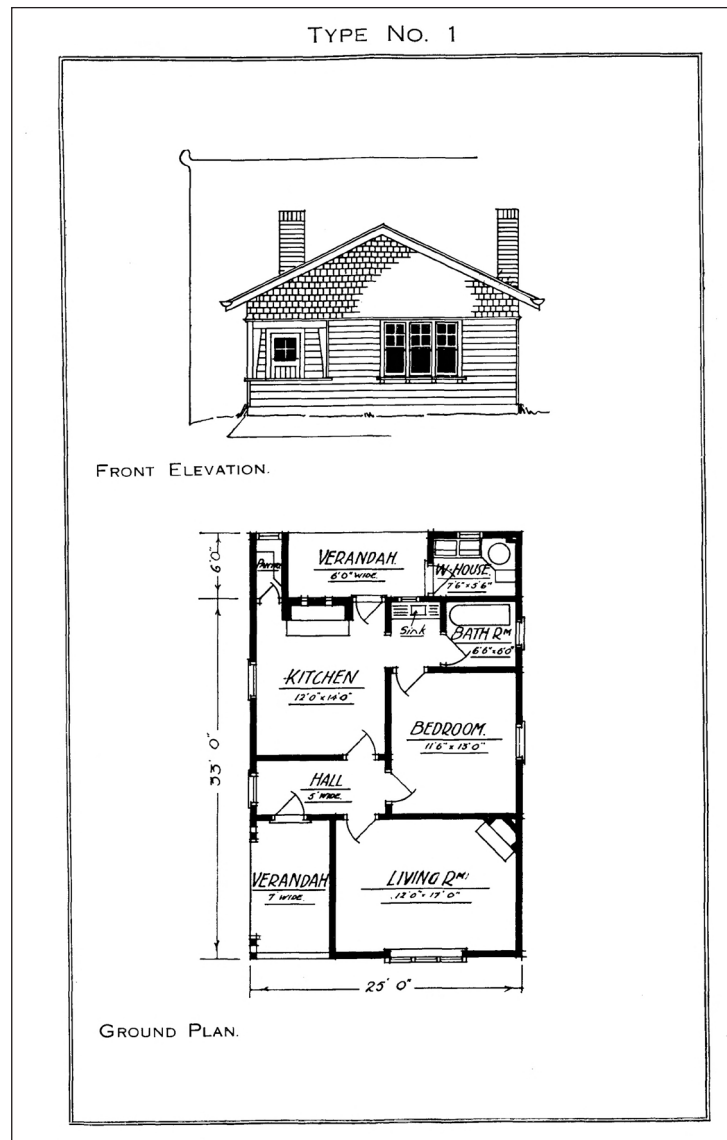 TYPE NO. 1
FRONT ELEVATION.
6'0"
PANTRY
VERANDAH.
6'0" WIDE.
W-HOUSE.
7'6" x 5'6"
Sink
BATH RM
6'6" x 6'0"
KITCHEN
12'0" x 14'0"
BEDROOM.
11'6" x 13'0"
33' 0"
HALL
5' WIDE.
VERANDAH
7' WIDE.
LIVING RM:
12'0" x 17'0"
25' 0"
GROUND PLAN.